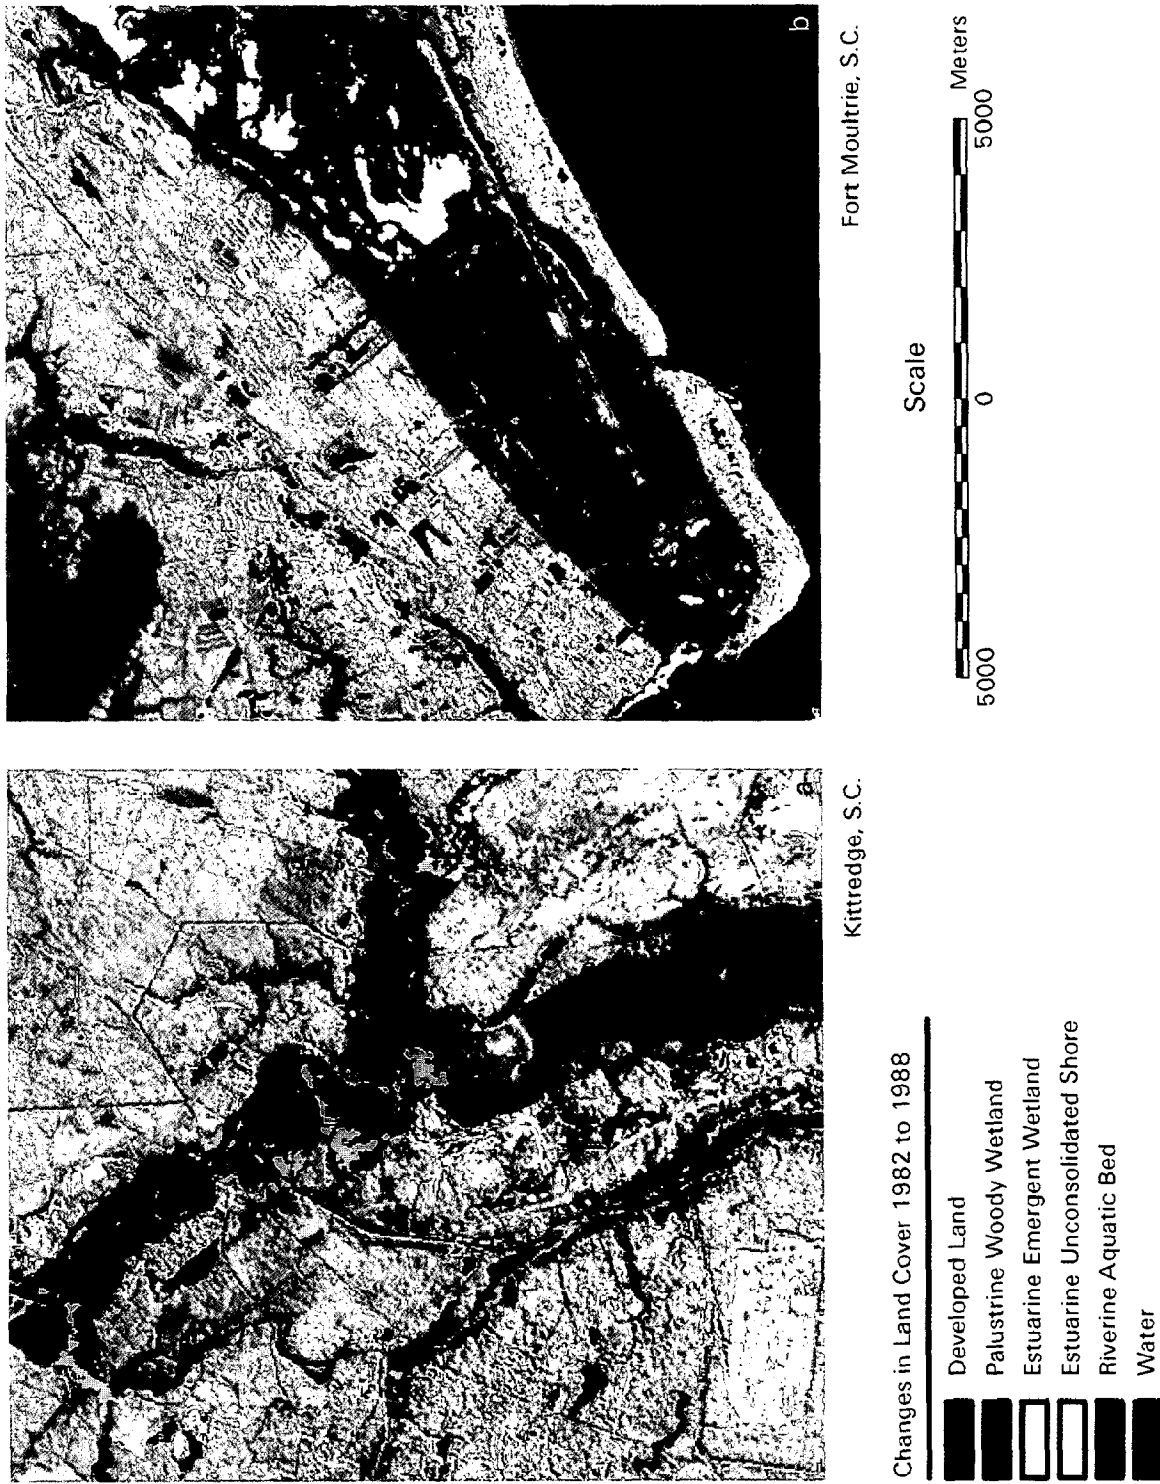 a
Kittredge, S.C.
b
Fort Moultrie, S.C.
Changes in Land Cover 1982 to 1988
Developed Land
Palustrine Woody Wetland
Estuarine Emergent Wetland
Estuarine Unconsolidated Shore
Riverine Aquatic Bed
Water
Scale
5000 0 5000 Meters